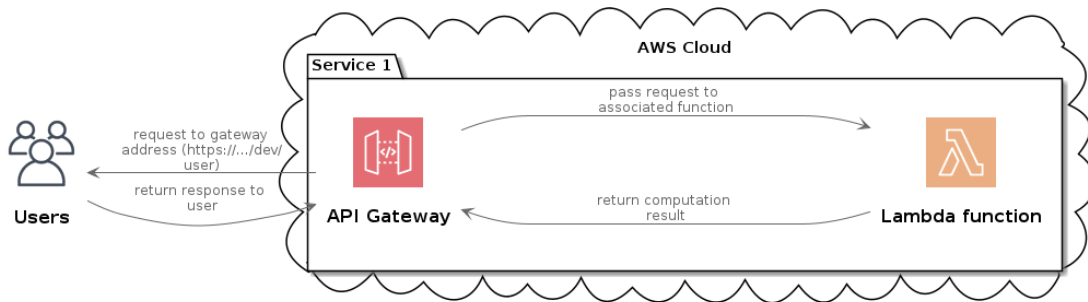 AWS Cloud
Service 1
pass request to
associated function
request to gateway
address (https://.../dev/
user)
return response to
user
Users
API Gateway
return computation
result
Lambda function